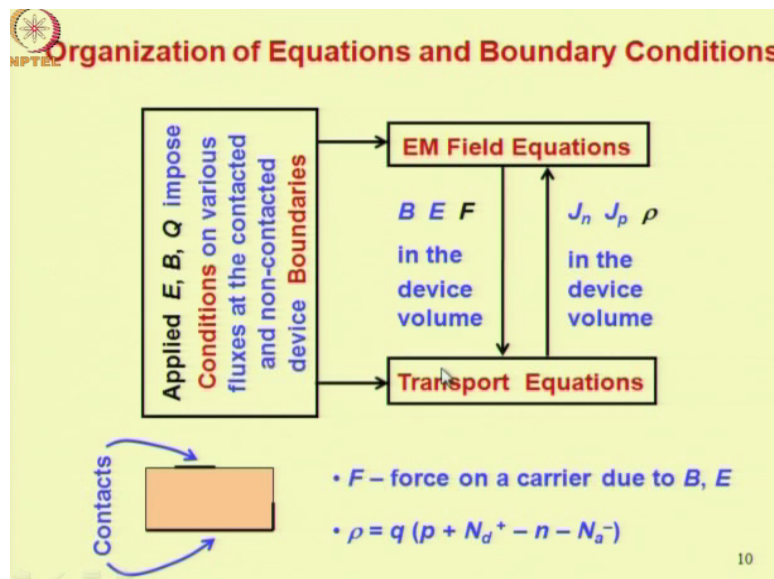 NPTEL
Organization of Equations and Boundary Conditions
Applied E, B, Q impose
Conditions on various
fluxes at the contacted
and non-contacted
device Boundaries
EM Field Equations
B E F
in the
device
volume
Jₙ Jₚ ρ
in the
device
volume
Transport Equations
Contacts
• F – force on a carrier due to B, E
• ρ = q (p + N_d⁺ – n – N_a⁻)
10